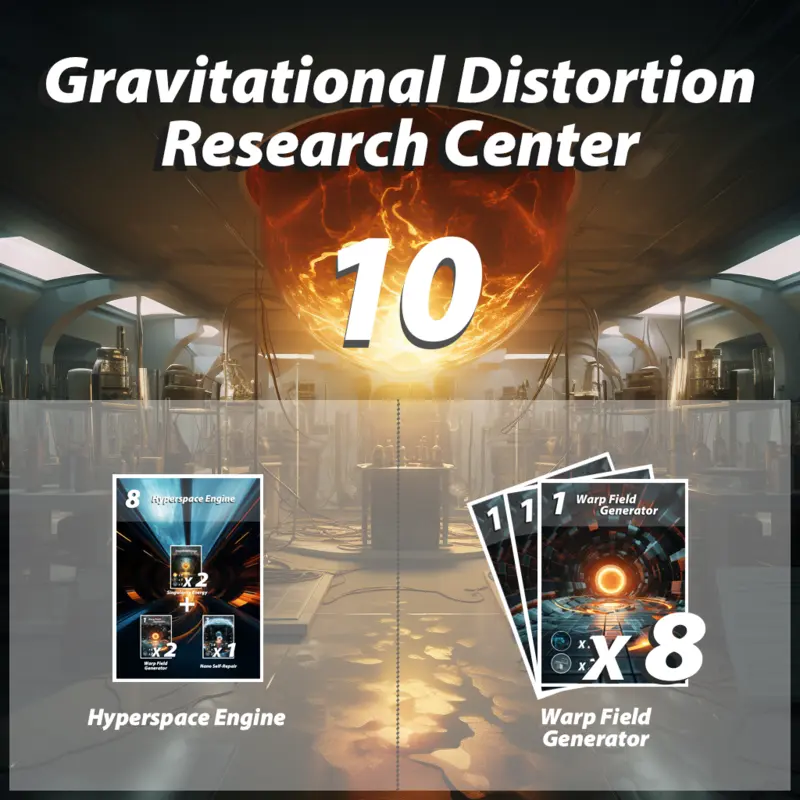 Gravitational Distortion
Research Center
10
8 Hyperspace Engine
x 2
Singularity Energy
+
1
x 2
Warp Field
Generator
x 1
Nano Self-Repair
Hyperspace Engine
1
1
1 Warp Field
Generator
x
x
x 8
Warp Field
Generator